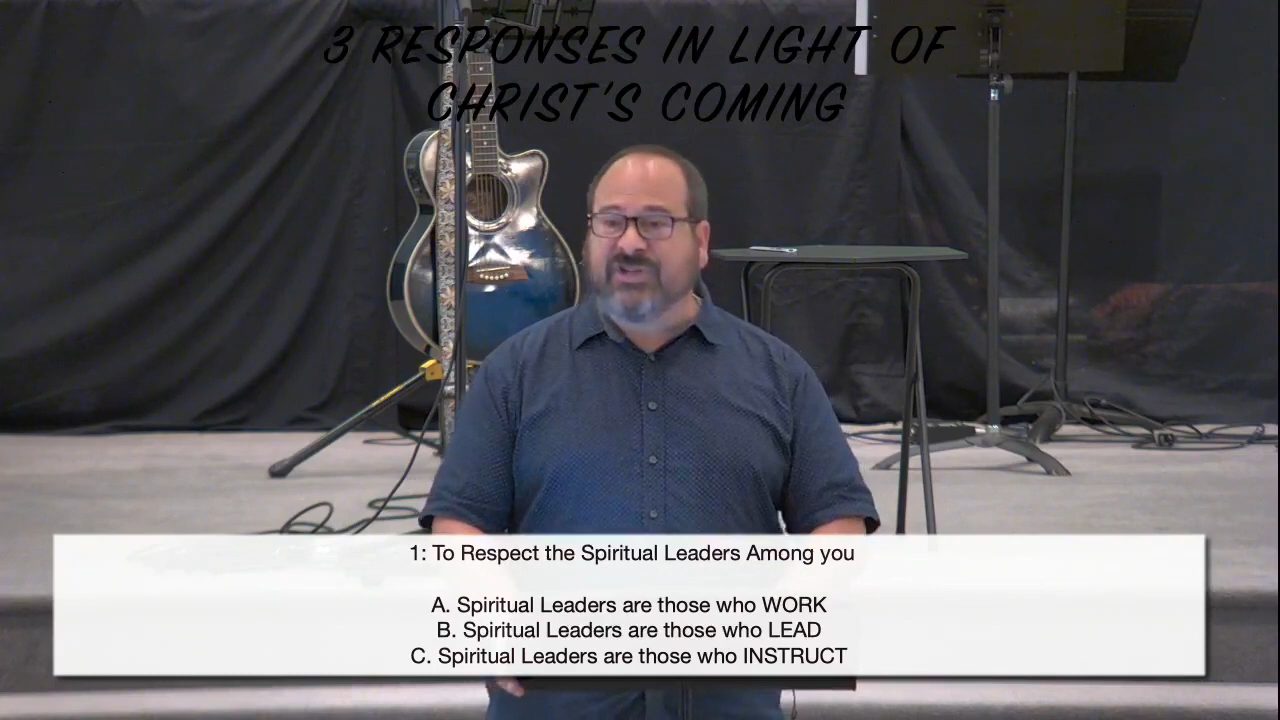 3 RESPONSES IN LIGHT OF
CHRIST'S COMING
1: To Respect the Spiritual Leaders Among you
A. Spiritual Leaders are those who WORK
B. Spiritual Leaders are those who LEAD
C. Spiritual Leaders are those who INSTRUCT